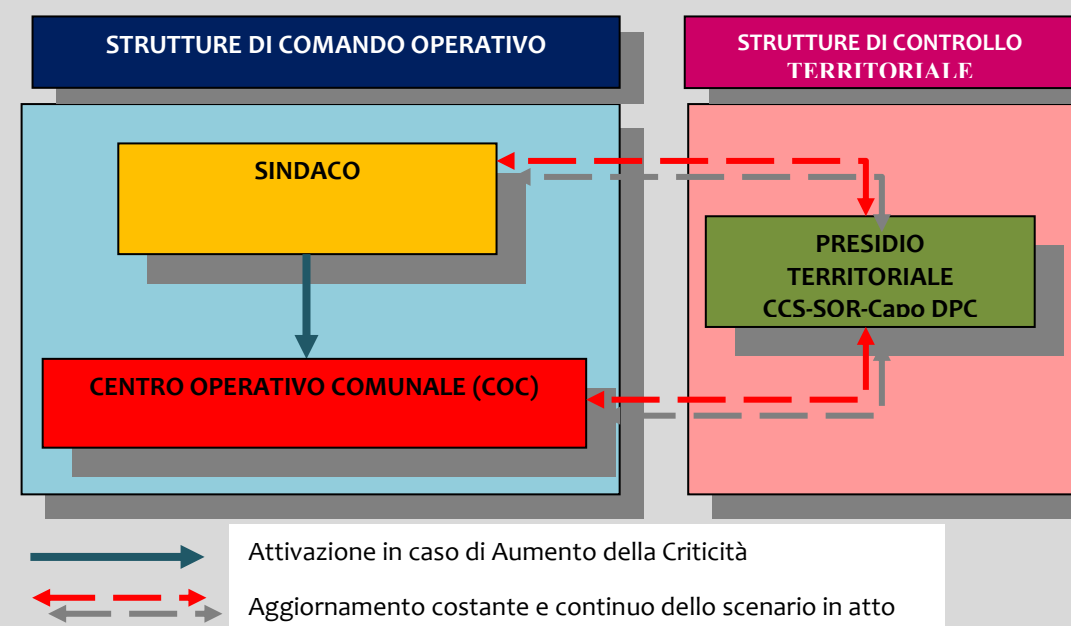 STRUTTURE DI COMANDO OPERATIVO
STRUTTURE DI CONTROLLO
TERRITORIALE
SINDACO
PRESIDIO
TERRITORIALE
CCS-SOR-Capo DPC
CENTRO OPERATIVO COMUNALE (COC)
Attivazione in caso di Aumento della Criticità
Aggiornamento costante e continuo dello scenario in atto